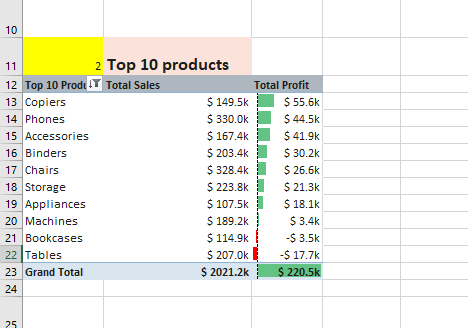 10
11 2 Top 10 products
12 Top 10 Produ Total Sales Total Profit
13 Copiers $ 149.5k $ 55.6k
14 Phones $ 330.0k $ 44.5k
15 Accessories $ 167.4k $ 41.9k
16 Binders $ 203.4k $ 30.2k
17 Chairs $ 328.4k $ 26.6k
18 Storage $ 223.8k $ 21.3k
19 Appliances $ 107.5k $ 18.1k
20 Machines $ 189.2k $ 3.4k
21 Bookcases $ 114.9k -$ 3.5k
22 Tables $ 207.0k -$ 17.7k
23 Grand Total $ 2021.2k $ 220.5k
24
25